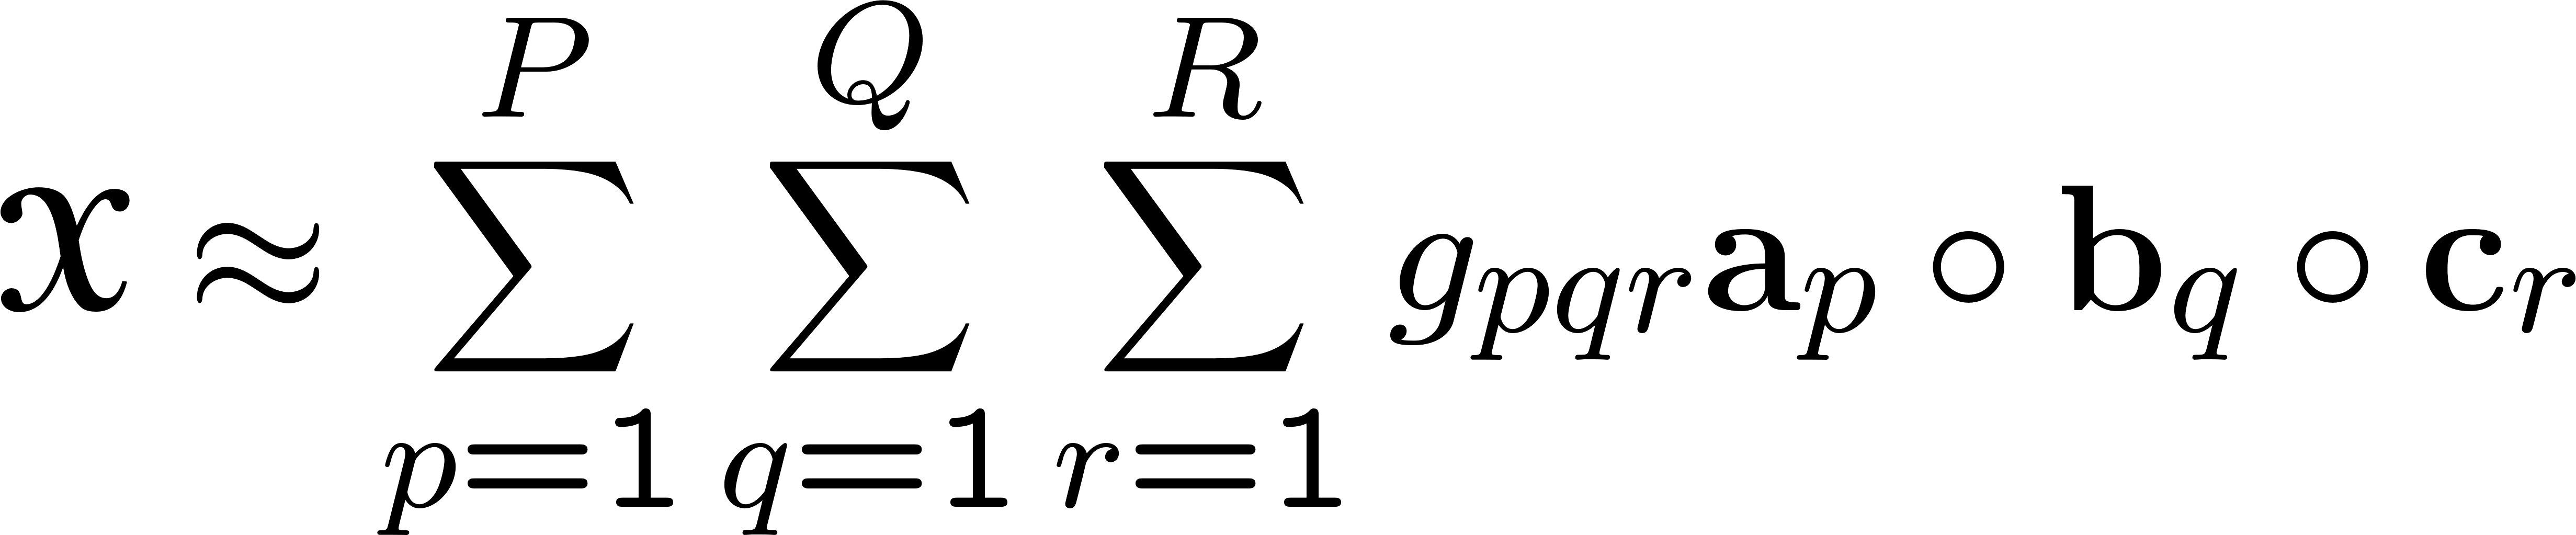 𝒙 ≈ ∑_{p=1}^{P} ∑_{q=1}^{Q} ∑_{r=1}^{R} g_{pqr} 𝐚_p ∘ 𝐛_q ∘ 𝐜_r